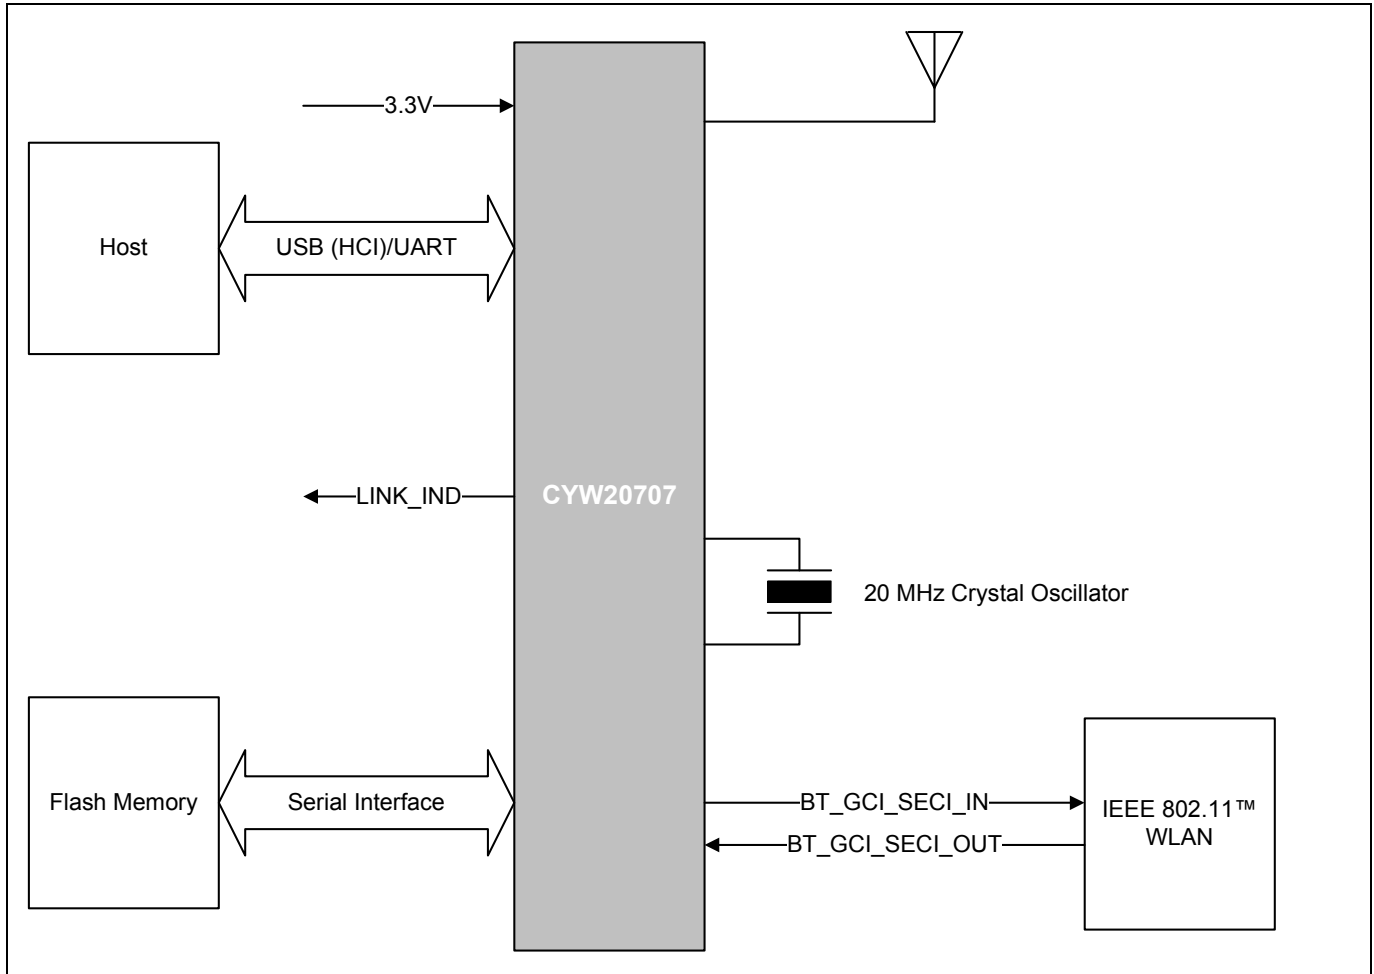 3.3V
Host
USB (HCI)/UART
LINK_IND
CYW20707
20 MHz Crystal Oscillator
Flash Memory
Serial Interface
BT_GCI_SECI_IN
BT_GCI_SECI_OUT
IEEE 802.11™
WLAN